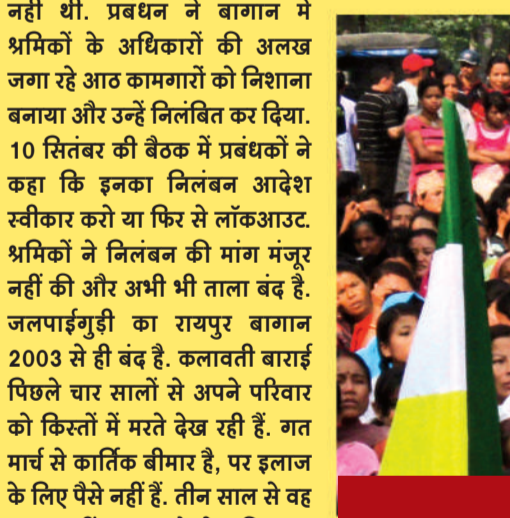 नही थी. प्रबंधन ने बागान में
श्रमिकों के अधिकारों की अलख
जगा रहे आठ कामगारों को निशाना
बनाया और उन्हें निलंबित कर दिया.
10 सितंबर की बैठक में प्रबंधकों ने
कहा कि इनका निलंबन आदेश
स्वीकार करो या फिर से लॉकआउट.
श्रमिकों ने निलंबन की मांग मंजूर
नहीं की और अभी भी ताला बंद है.
जलपाईगुड़ी का रायपुर बागान
2003 से ही बंद है. कलावती बाराई
पिछले चार सालों से अपने परिवार
को किस्तों में मरते देख रही हैं. गत
मार्च से कार्तिक बीमार है, पर इलाज
के लिए पैसे नहीं हैं. तीन साल से वह